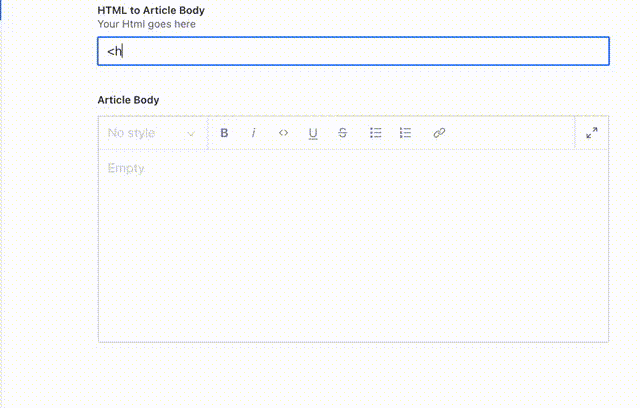 HTML to Article Body
Your Html goes here
<h
Article Body
No style B i <> U S
Empty